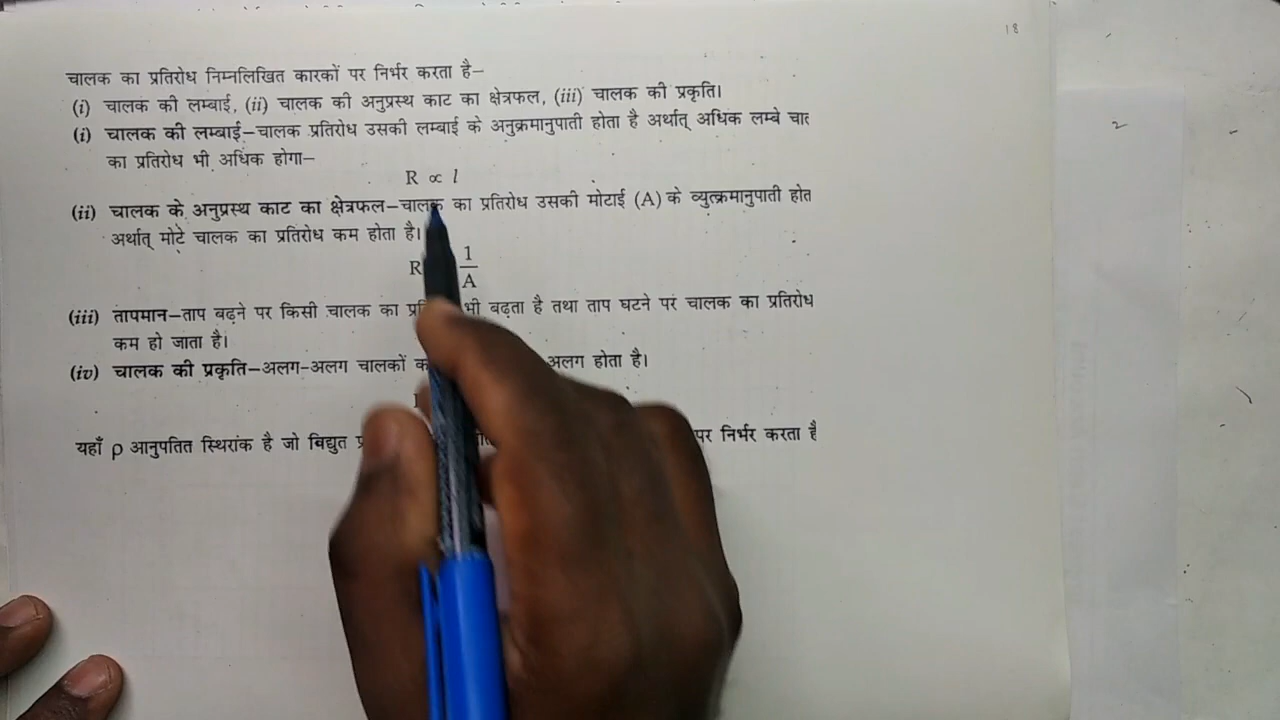 18
चालक का प्रतिरोध निम्नलिखित कारकों पर निर्भर करता है–
(i) चालक की लम्बाई, (ii) चालक की अनुप्रस्थ काट का क्षेत्रफल, (iii) चालक की प्रकृति।
(i) चालक की लम्बाई–चालक प्रतिरोध उसकी लम्बाई के अनुक्रमानुपाती होता है अर्थात् अधिक लम्बे
का प्रतिरोध भी अधिक होगा–
R ∝ l
(ii) चालक के अनुप्रस्थ काट का क्षेत्रफल–चालक का प्रतिरोध उसकी मोटाई (A) के व्युत्क्रमानुपाती
अर्थात् मोटे चालक का प्रतिरोध कम होता है।
R 1/A
(iii) तापमान–ताप बढ़ने पर किसी चालक का भी बढ़ता है तथा ताप घटने पर चालक का प्रतिरोध
कम हो जाता है।
(iv) चालक की प्रकृति–अलग-अलग चालकों अलग होता है।
यहाँ ρ आनुपतित स्थिरांक है जो विद्युत पर निर्भर करता है
2